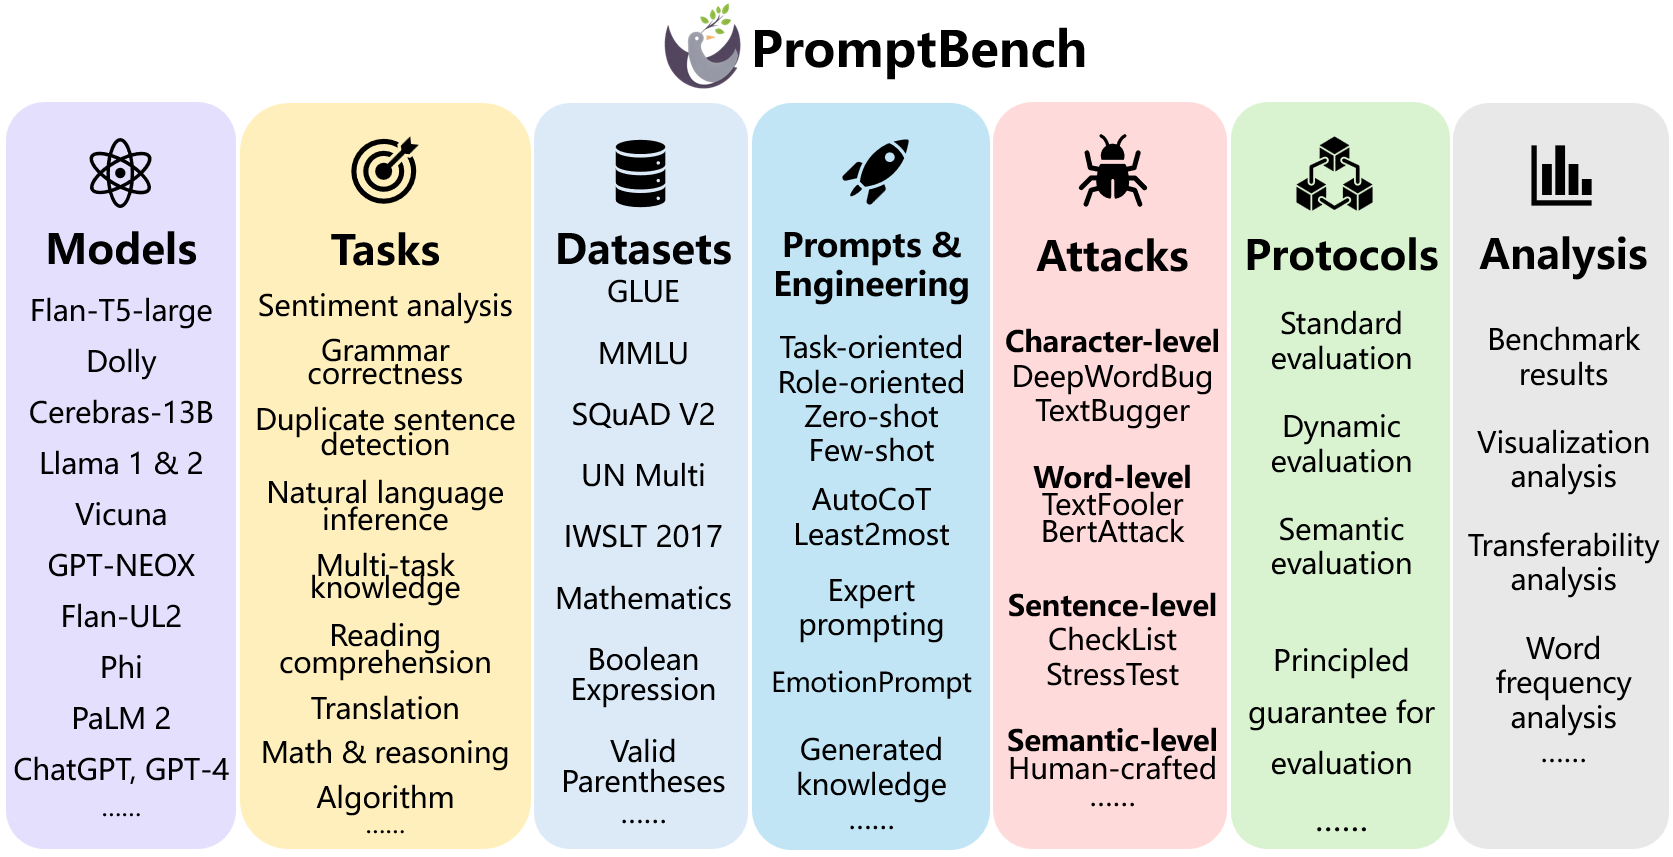 PromptBench
Models
Flan-T5-large
Dolly
Cerebras-13B
Llama 1 & 2
Vicuna
GPT-NEOX
Flan-UL2
Phi
PaLM 2
ChatGPT, GPT-4
......
Tasks
Sentiment analysis
Grammar
correctness
Duplicate sentence
detection
Natural language
inference
Multi-task
knowledge
Reading
comprehension
Translation
Math & reasoning
Algorithm
......
Datasets
GLUE
MMLU
SQuAD V2
UN Multi
IWSLT 2017
Mathematics
Boolean
Expression
Valid
Parentheses
......
Prompts &
Engineering
Task-oriented
Role-oriented
Zero-shot
Few-shot
AutoCoT
Least2most
Expert
prompting
EmotionPrompt
Generated
knowledge
......
Attacks
Character-level
DeepWordBug
TextBugger
Word-level
TextFooler
BertAttack
Sentence-level
CheckList
StressTest
Semantic-level
Human-crafted
......
Protocols
Standard
evaluation
Dynamic
evaluation
Semantic
evaluation
Principled
guarantee for
evaluation
......
Analysis
Benchmark
results
Visualization
analysis
Transferability
analysis
Word
frequency
analysis
......